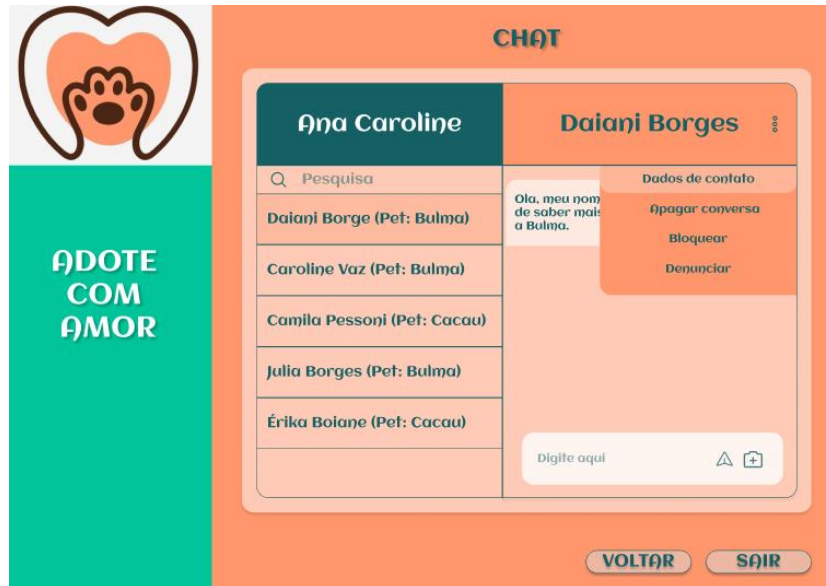 CHAT
ADOTE
COM
AMOR
Ana Caroline
Pesquisa
Daiani Borge (Pet: Bulma)
Caroline Vaz (Pet: Bulma)
Camila Pessoni (Pet: Cacau)
Julia Borges (Pet: Bulma)
Érika Boiane (Pet: Cacau)
Daiani Borges
Ola, meu nom
de saber mais
a Bulma.
Dados de contato
Apagar conversa
Bloquear
Denunciar
Digite aqui
VOLTAR
SAIR